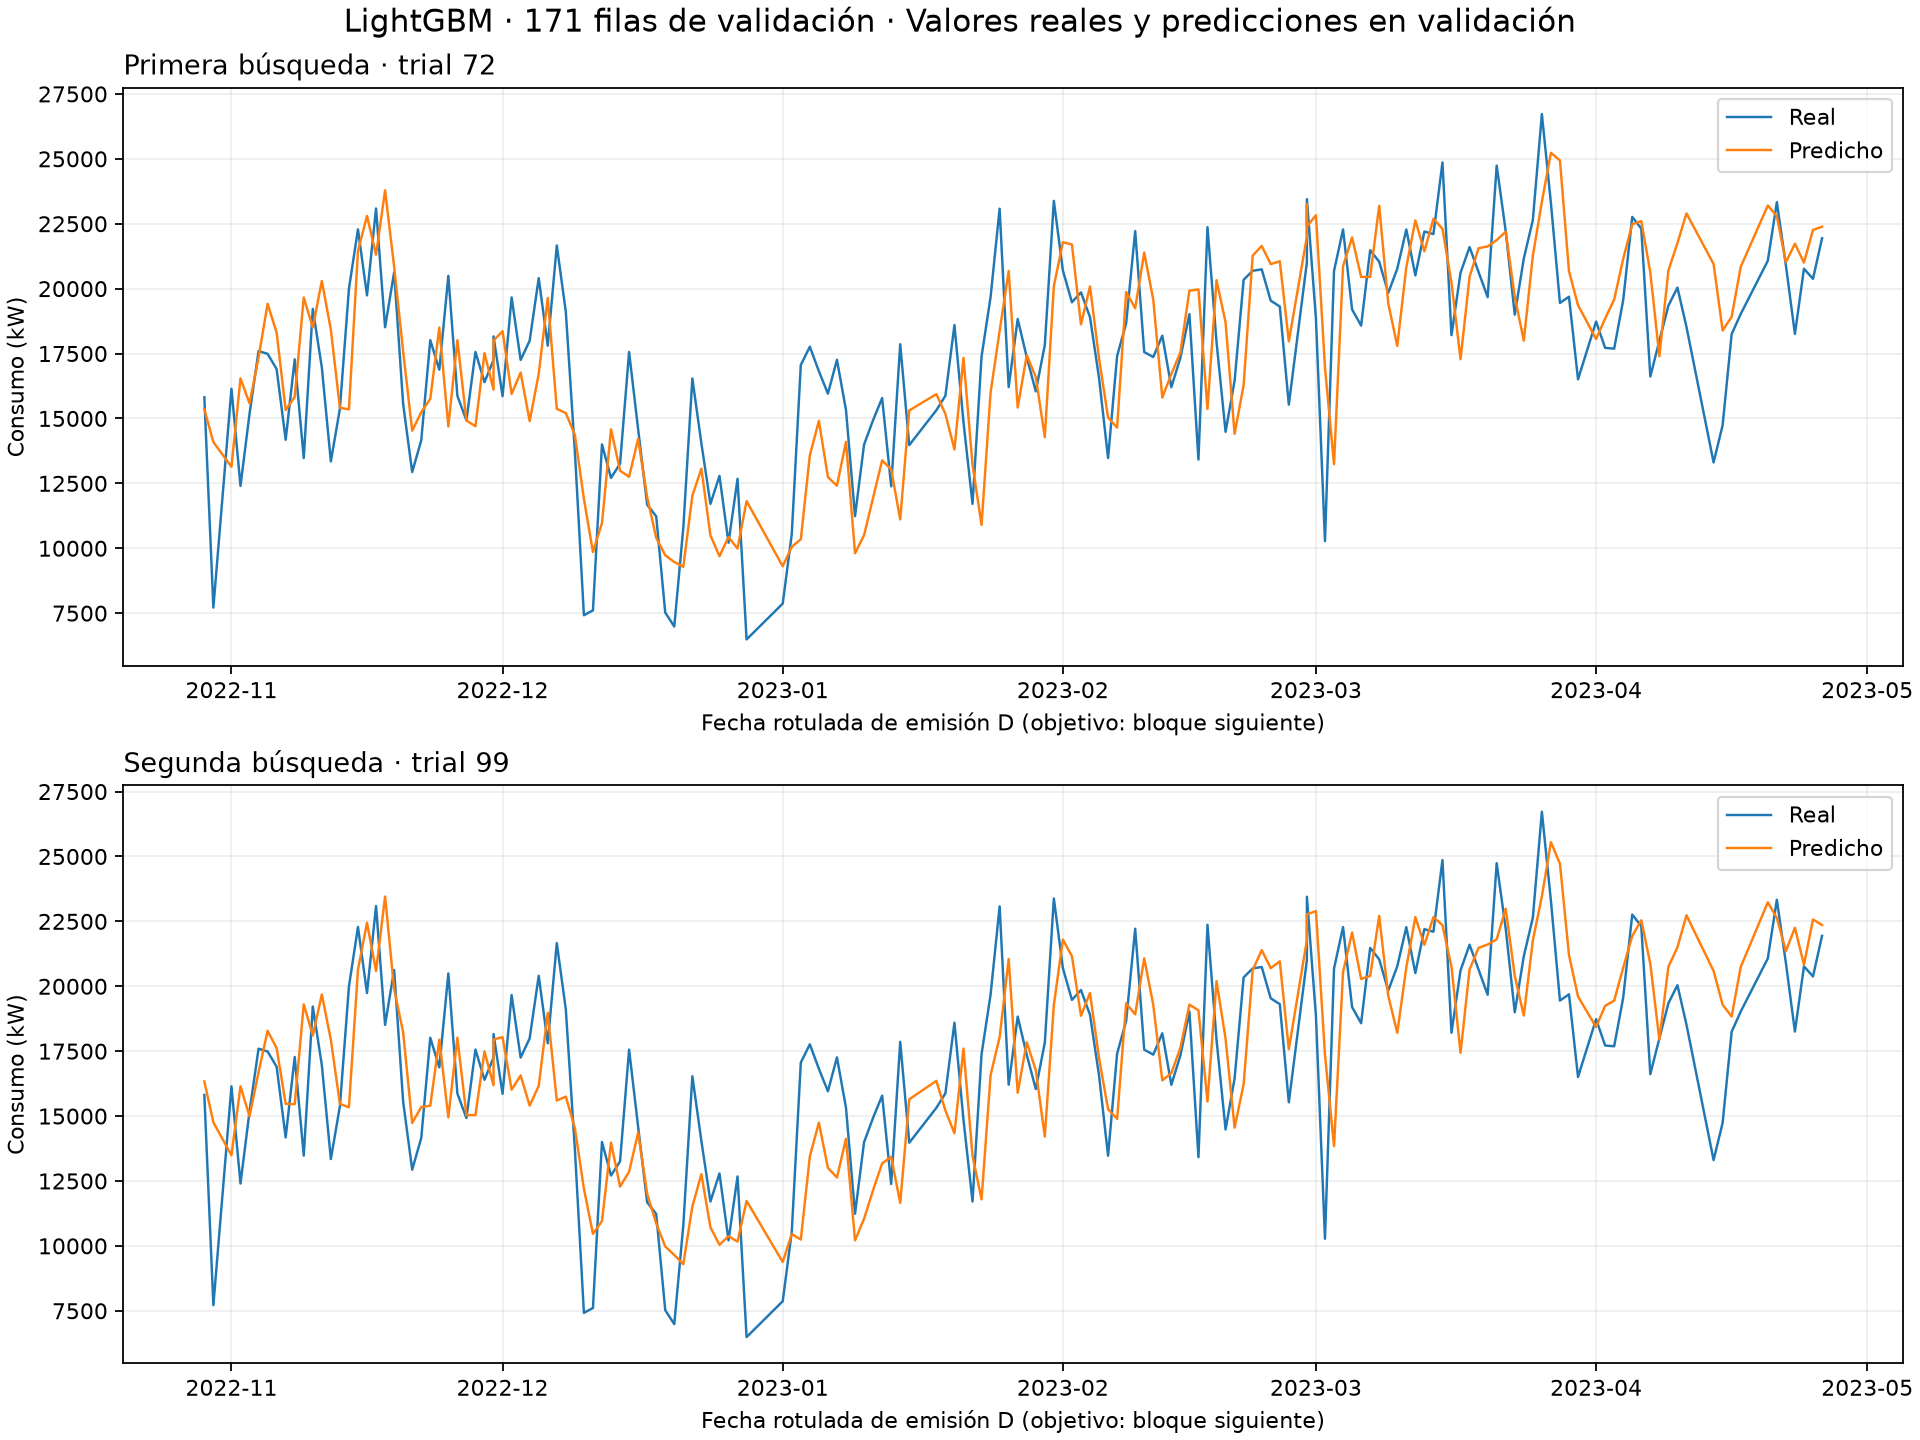 LightGBM · 171 filas de validación · Valores reales y predicciones en validación
Primera búsqueda · trial 72
27500
25000
22500
20000
17500
15000
12500
10000
7500
Consumo (kW)
Real
Predicho
2022-11
2022-12
2023-01
2023-02
2023-03
2023-04
2023-05
Fecha rotulada de emisión D (objetivo: bloque siguiente)
Segunda búsqueda · trial 99
27500
25000
22500
20000
17500
15000
12500
10000
7500
Consumo (kW)
Real
Predicho
2022-11
2022-12
2023-01
2023-02
2023-03
2023-04
2023-05
Fecha rotulada de emisión D (objetivo: bloque siguiente)